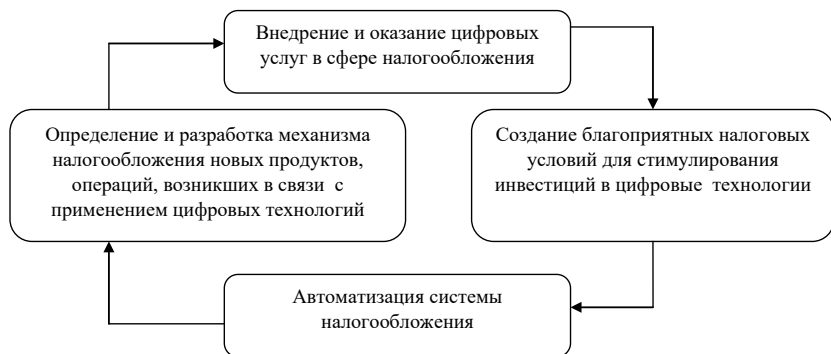 Внедрение и оказание цифровых
услуг в сфере налогообложения
Определение и разработка механизма
налогообложения новых продуктов,
операций, возникших в связи с
применением цифровых технологий
Создание благоприятных налоговых
условий для стимулирования
инвестиций в цифровые технологии
Автоматизация системы
налогообложения